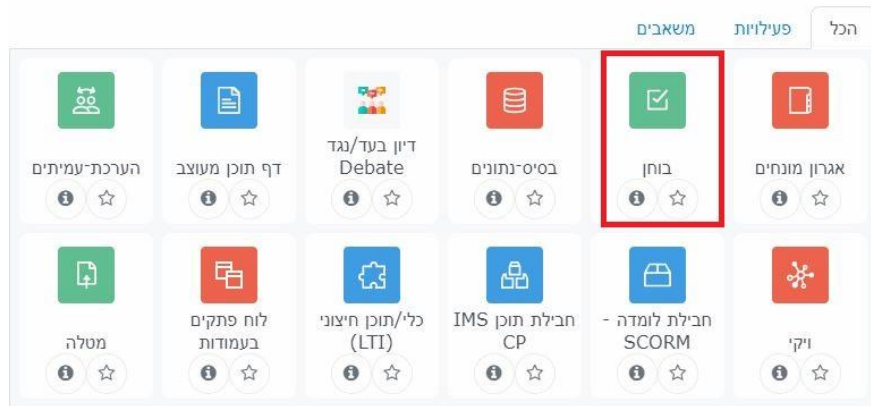 הכל
פעילויות
משאבים
אגרון מונחים
בוחן
בסיס־נתונים
דיון בעד/נגד
Debate
דף תוכן מעוצב
הערכת־עמיתים
ויקי
חבילת לומדה -
SCORM
חבילת תוכן IMS
CP
כלי/תוכן חיצוני
(LTI)
לוח פתקים
בעמודות
מטלה